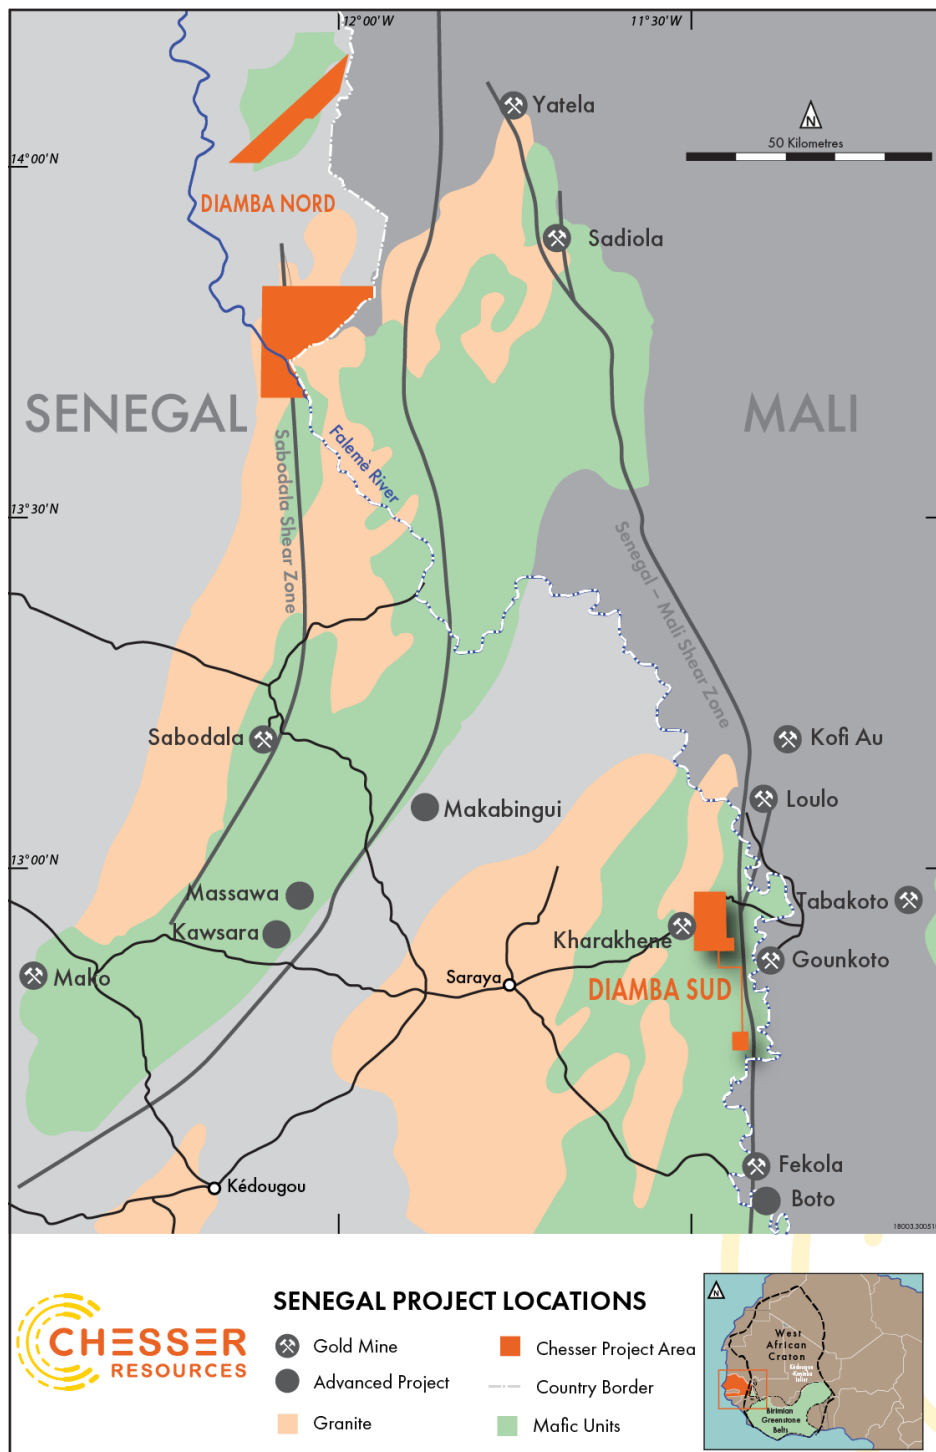 12°00'W
11°30'W
Yatela
N
50 Kilometres
14°00'N
DIAMBA NORD
Sadiola
SENEGAL
MALI
Falemè River
Sabodala Shear Zone
13°30'N
Senegal – Mali Shear Zone
Sabodala
Kofi Au
Makabingui
Loulo
13°00'N
Massawa
Tabakoto
Kawsara
Kharakhene
Mako
Saraya
Gounkoto
DIAMBA SUD
Fekola
Kédougou
Boto
SENEGAL PROJECT LOCATIONS
CHESSER
RESOURCES
Gold Mine
Chesser Project Area
Advanced Project
Country Border
Granite
Mafic Units
N
West
African
Craton
Birimian
Greenstone
Belts